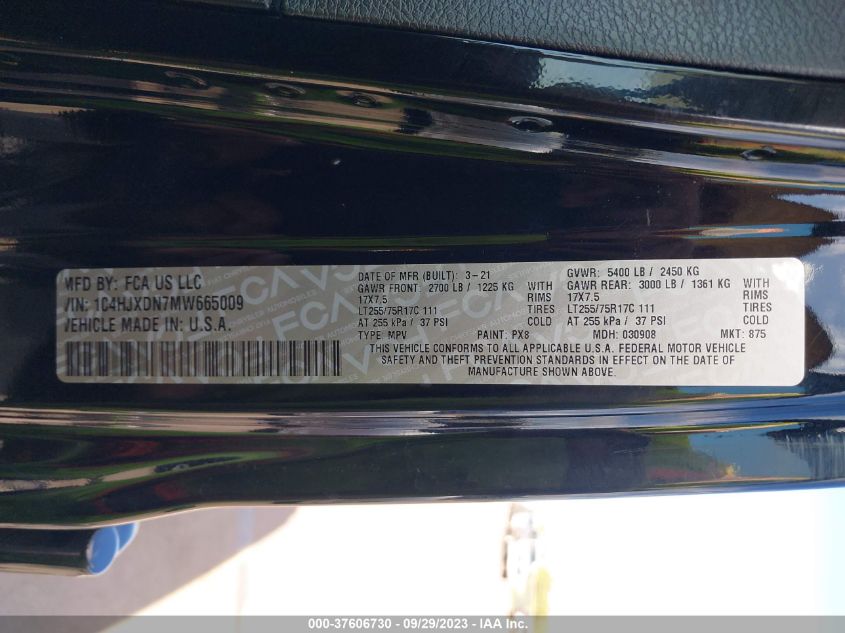 MFD BY: FCA US LLC
VIN: 1C4HJXDN7MW665009
VEHICLE MADE IN: U.S.A.
DATE OF MFR (BUILT): 3-21 GVWR: 5400 LB / 2450 KG
GAWR FRONT: 2700 LB / 1225 KG WITH GAWR REAR: 3000 LB / 1361 KG WITH
17X7.5 RIMS 17X7.5 RIMS
LT255/75R17C 111 TIRES LT255/75R17C 111 TIRES
AT 255 kPa / 37 PSI COLD AT 255 kPa / 37 PSI COLD
TYPE: MPV PAINT: PX8 MDH: 030908 MKT: 875
THIS VEHICLE CONFORMS TO ALL APPLICABLE U.S.A. FEDERAL MOTOR VEHICLE
SAFETY AND THEFT PREVENTION STANDARDS IN EFFECT ON THE DATE OF
MANUFACTURE SHOWN ABOVE.
000-37606730 / 09/29/2023 - IAA Inc.